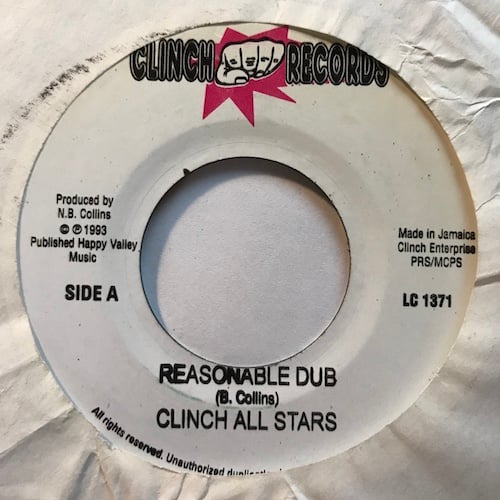 CLINCH RECORDS
Produced by
N.B. Collins
© ℗ 1993
Published Happy Valley
Music
SIDE A
Made in Jamaica
Clinch Enterprise
PRS/MCPS
LC 1371
REASONABLE DUB
(B. Collins)
CLINCH ALL STARS
All rights reserved. Unauthorized